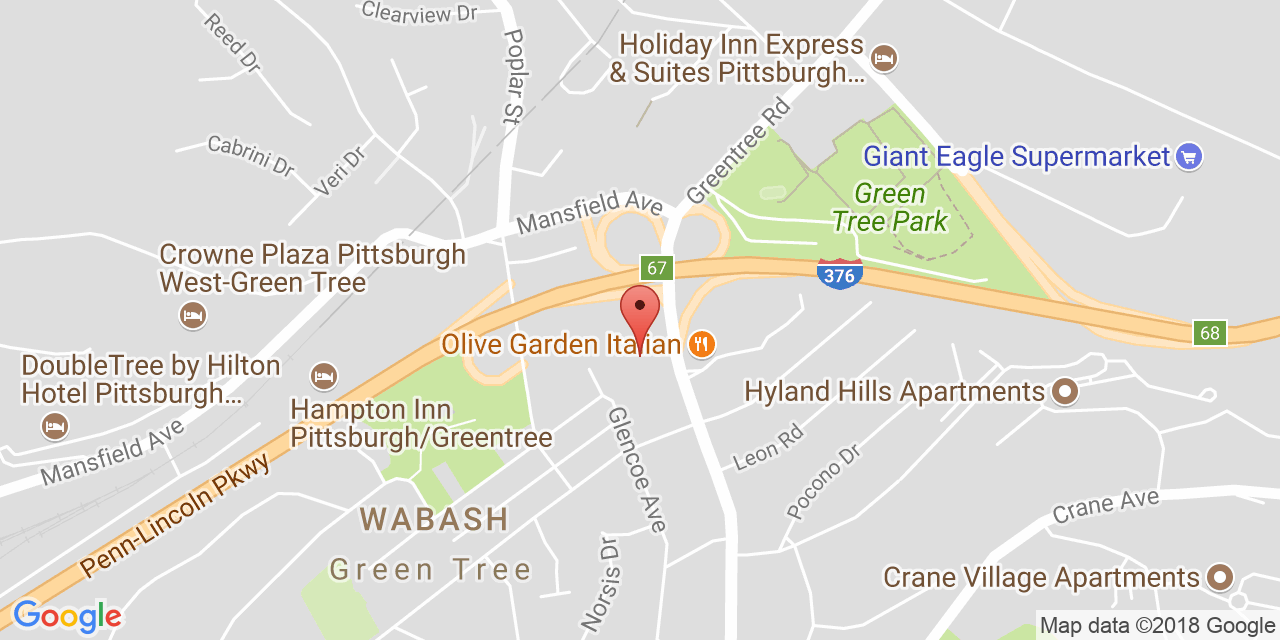 Clearview Dr
Reed Dr
Poplar St
Holiday Inn Express
& Suites Pittsburgh...
Greentree Rd
Cabrini Dr
Veri Dr
Giant Eagle Supermarket
Green
Tree Park
Mansfield Ave
Crowne Plaza Pittsburgh
West-Green Tree
67
376
68
Olive Garden Italian
DoubleTree by Hilton
Hotel Pittsburgh...
Hampton Inn
Pittsburgh/Greentree
Hyland Hills Apartments
Mansfield Ave
Glencoe Ave
Leon Rd
Pocono Dr
Penn-Lincoln Pkwy
Crane Ave
WABASH
Green Tree
Norsis Dr
Crane Village Apartments
Google
Map data ©2018 Google